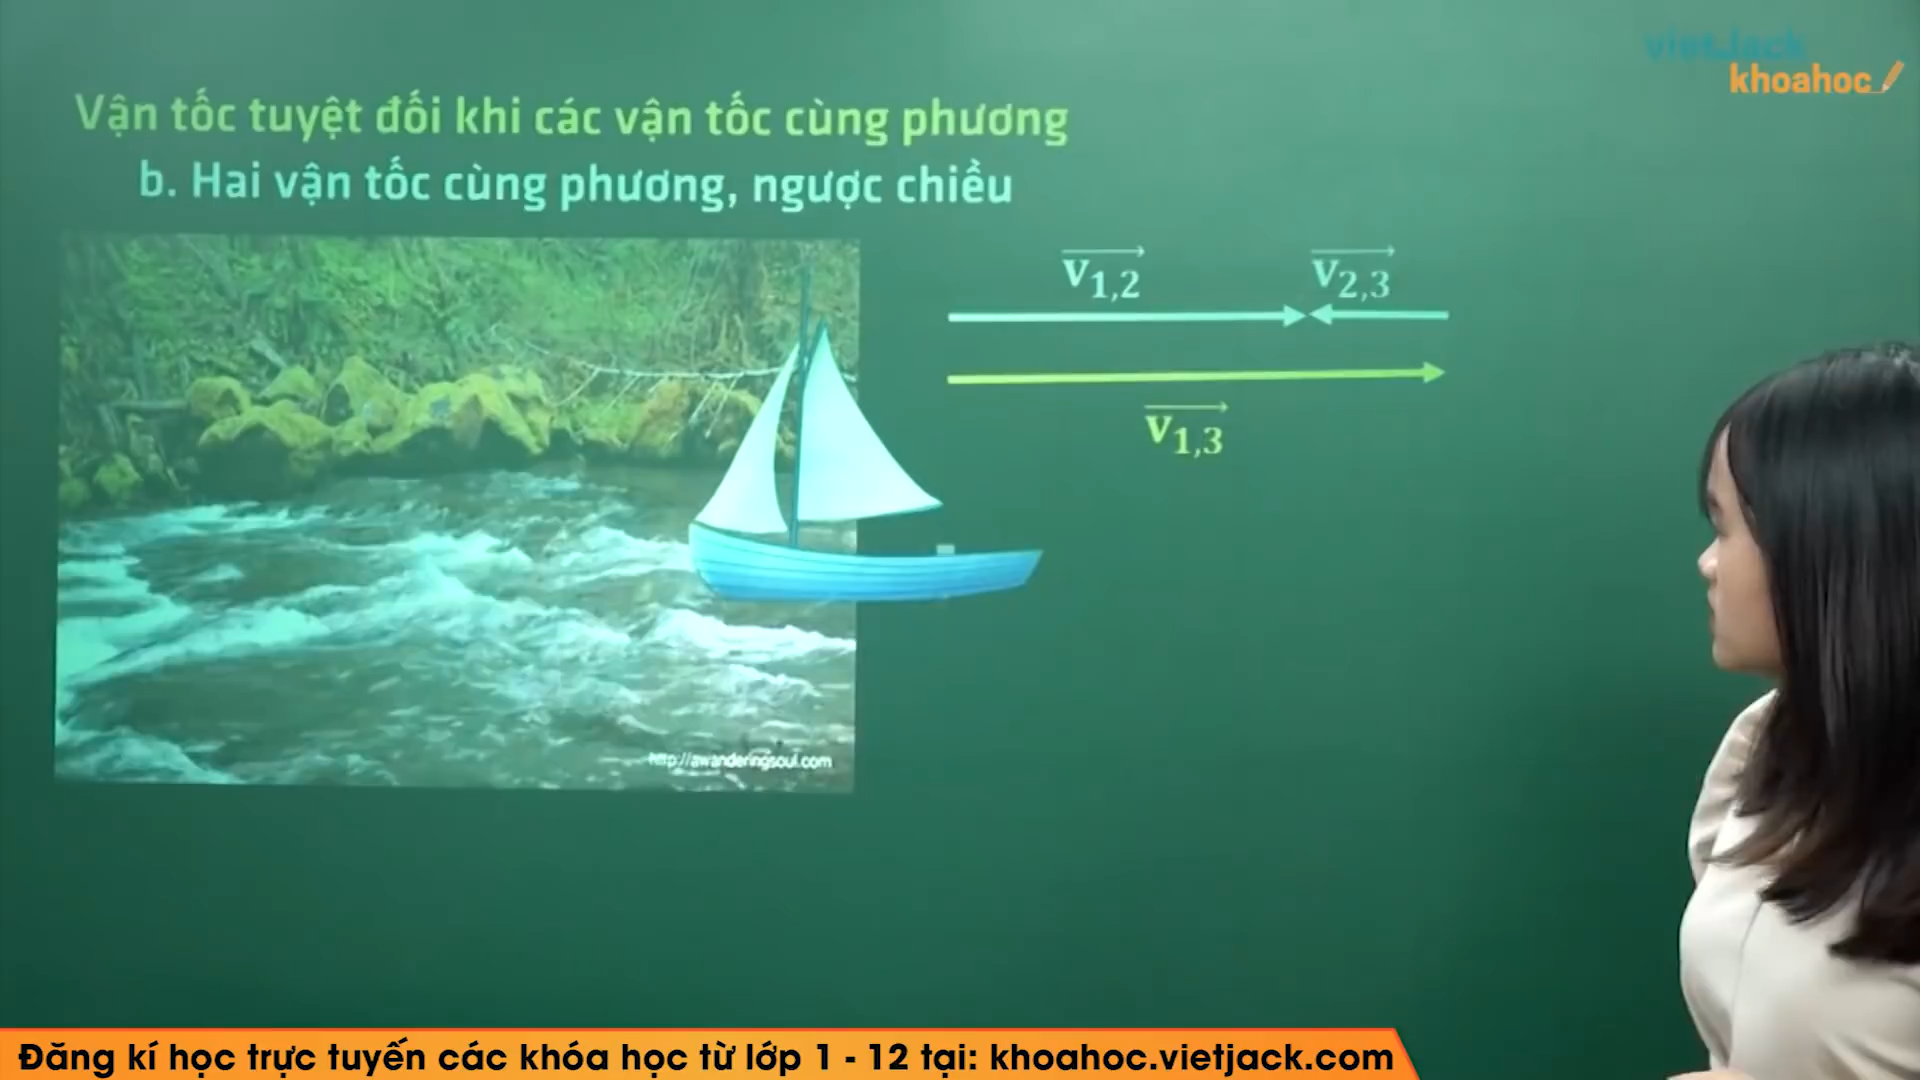 vietJack
khoahoc
Vận tốc tuyệt đối khi các vận tốc cùng phương
b. Hai vận tốc cùng phương, ngược chiều
v1,2
v2,3
v1,3
http://awanderingsoul.com
Đăng kí học trực tuyến các khóa học từ lớp 1 - 12 tại: khoahoc.vietjack.com